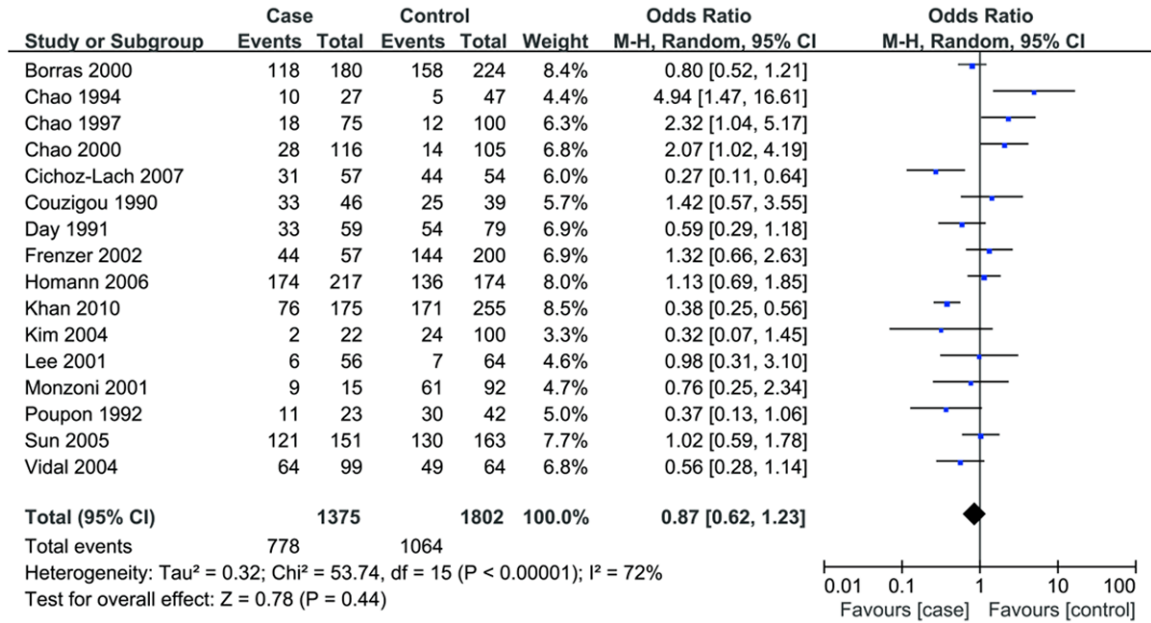 Case Control Odds Ratio Odds Ratio
Study or Subgroup Events Total Events Total Weight M-H, Random, 95% CI M-H, Random, 95% CI
Borras 2000 118 180 158 224 8.4% 0.80 [0.52, 1.21]
Chao 1994 10 27 5 47 4.4% 4.94 [1.47, 16.61]
Chao 1997 18 75 12 100 6.3% 2.32 [1.04, 5.17]
Chao 2000 28 116 14 105 6.8% 2.07 [1.02, 4.19]
Cichoz-Lach 2007 31 57 44 54 6.0% 0.27 [0.11, 0.64]
Couzigou 1990 33 46 25 39 5.7% 1.42 [0.57, 3.55]
Day 1991 33 59 54 79 6.9% 0.59 [0.29, 1.18]
Frenzer 2002 44 57 144 200 6.9% 1.32 [0.66, 2.63]
Homann 2006 174 217 136 174 8.0% 1.13 [0.69, 1.85]
Khan 2010 76 175 171 255 8.5% 0.38 [0.25, 0.56]
Kim 2004 2 22 24 100 3.3% 0.32 [0.07, 1.45]
Lee 2001 6 56 7 64 4.6% 0.98 [0.31, 3.10]
Monzoni 2001 9 15 61 92 4.7% 0.76 [0.25, 2.34]
Poupon 1992 11 23 30 42 5.0% 0.37 [0.13, 1.06]
Sun 2005 121 151 130 163 7.7% 1.02 [0.59, 1.78]
Vidal 2004 64 99 49 64 6.8% 0.56 [0.28, 1.14]
Total (95% CI) 1375 1802 100.0% 0.87 [0.62, 1.23]
Total events 778 1064
Heterogeneity: Tau² = 0.32; Chi² = 53.74, df = 15 (P < 0.00001); I² = 72%
Test for overall effect: Z = 0.78 (P = 0.44)
0.01 0.1 1 10 100
Favours [case] Favours [control]